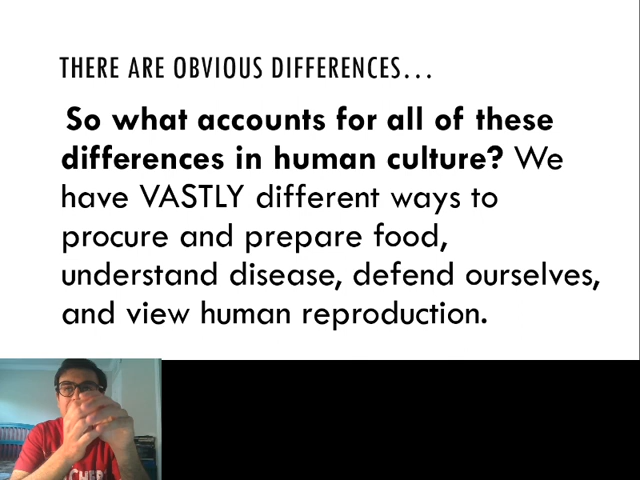 THERE ARE OBVIOUS DIFFERENCES...
So what accounts for all of these
differences in human culture? We
have VASTLY different ways to
procure and prepare food,
understand disease, defend ourselves,
and view human reproduction.